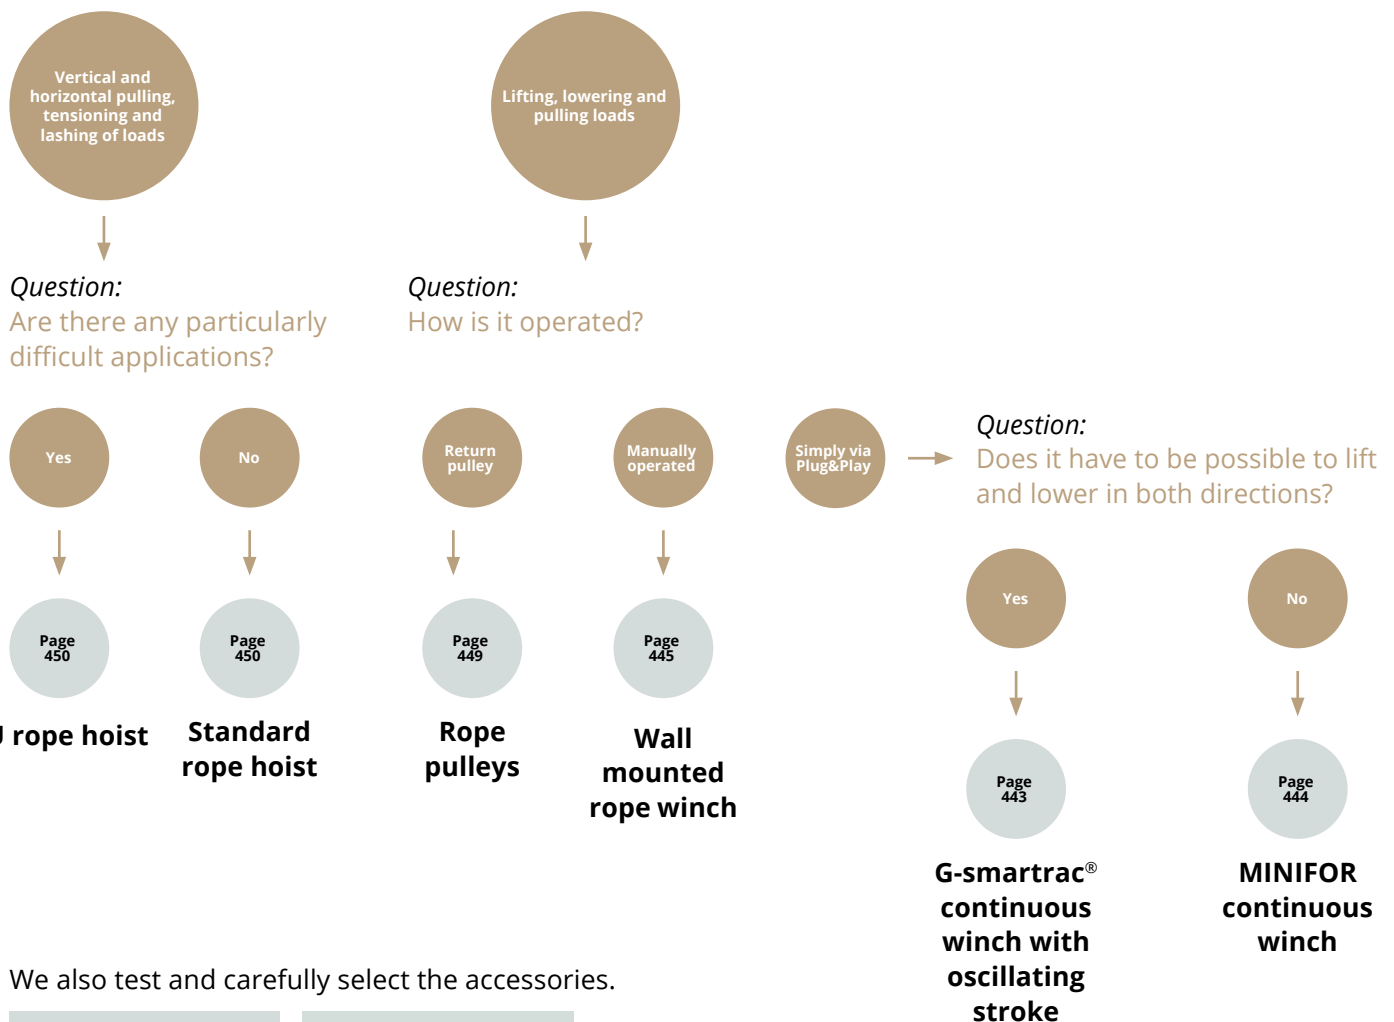 Vertical and
horizontal pulling,
tensioning and
lashing of loads
Lifting, lowering and
pulling loads
Question:
Are there any particularly
difficult applications?
Question:
How is it operated?
Yes
No
Return
pulley
Manually
operated
Simply via
Plug&Play
Question:
Does it have to be possible to lift
and lower in both directions?
Page
450
Page
450
Page
449
Page
445
Yes
No
rope hoist
Standard
rope hoist
Rope
pulleys
Wall
mounted
rope winch
Page
443
Page
444
G-smartrac®
continuous
winch with
oscillating
stroke
MINIFOR
continuous
winch
We also test and carefully select the accessories.